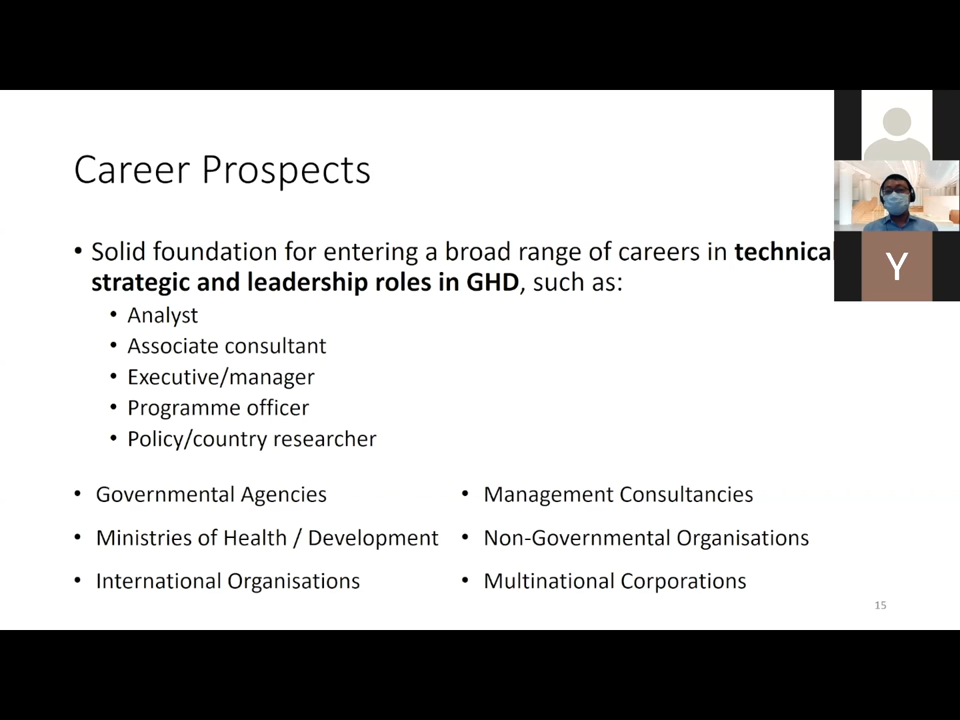 Career Prospects
• Solid foundation for entering a broad range of careers in technical
strategic and leadership roles in GHD, such as:
• Analyst
• Associate consultant
• Executive/manager
• Programme officer
• Policy/country researcher
• Governmental Agencies
• Ministries of Health / Development
• International Organisations
• Management Consultancies
• Non-Governmental Organisations
• Multinational Corporations
15
Y